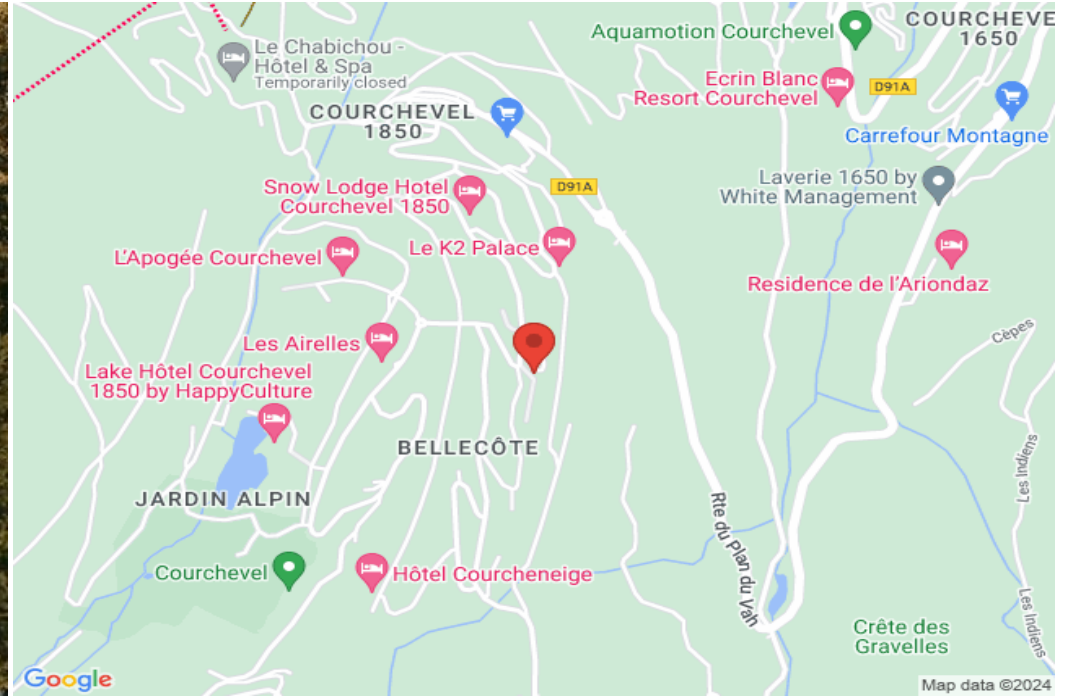 Le Chabichou -
Hôtel & Spa
Temporarily closed
Aquamotion Courchevel
COURCHEVE
1650
Ecrin Blanc
Resort Courchevel
D91A
COURCHEVEL
1850
Carrefour Montagne
Snow Lodge Hotel
Courchevel 1850
D91A
Laverie 1650 by
White Management
L'Apogée Courchevel
Le K2 Palace
Residence de l'Ariondaz
Les Airelles
Cèpes
Lake Hôtel Courchevel
1850 by HappyCulture
BELLECÔTE
Les Indiens
JARDIN ALPIN
Rte du Plan du Vah
Courchevel
Hôtel Courcheneige
Les Indiens
Crête des
Gravelles
Google
Map data ©2024